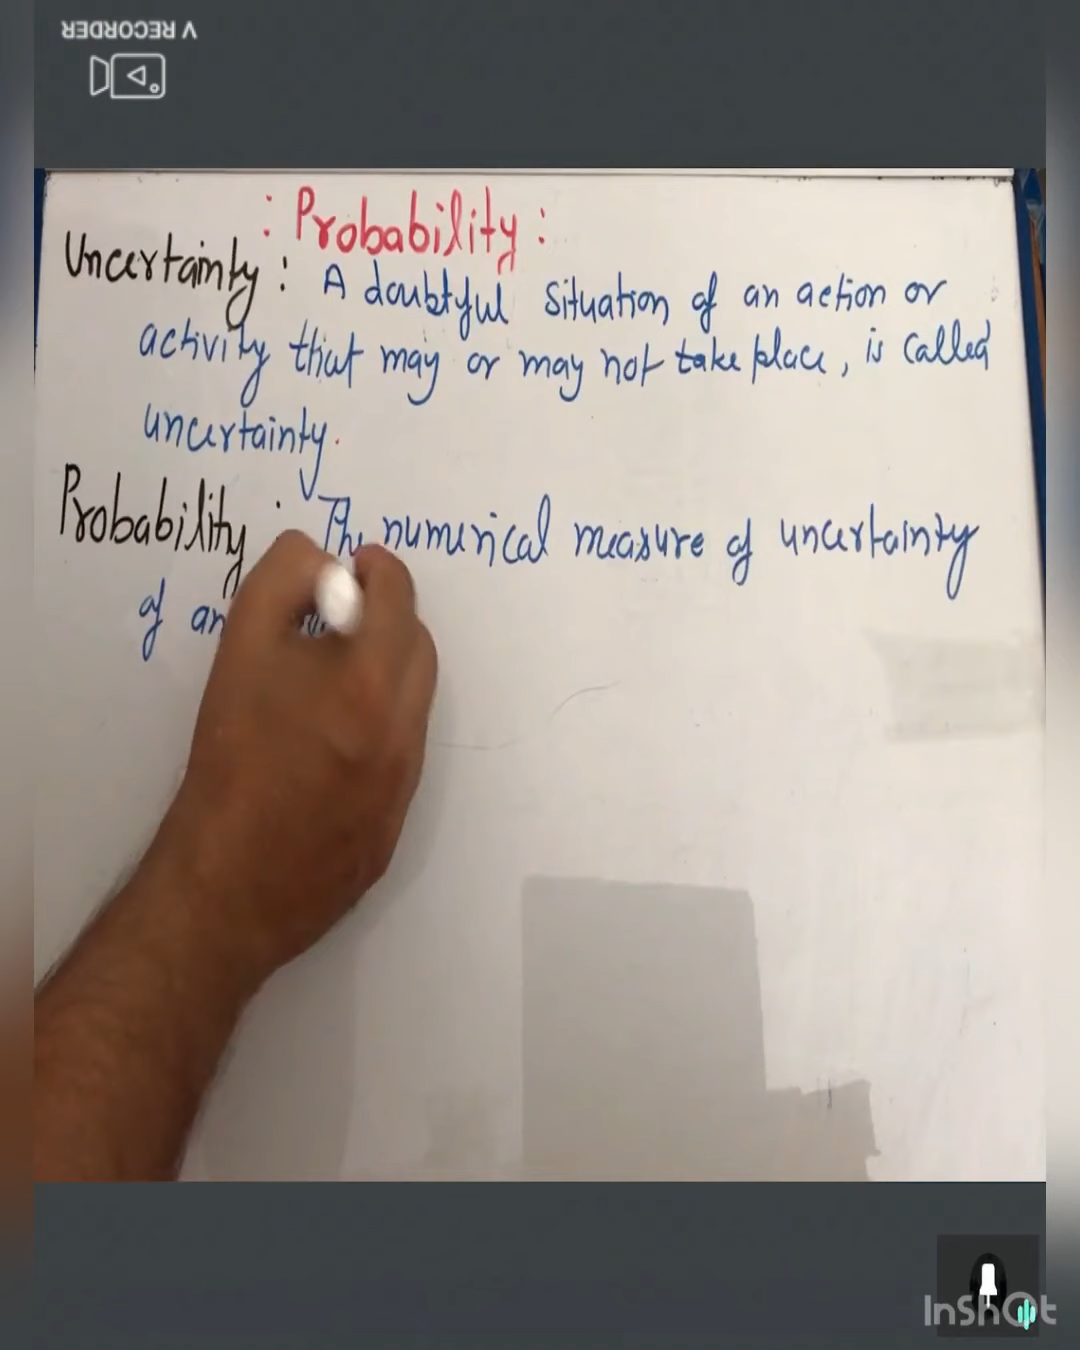 V RECORDER
: Probability :
Uncertainty : A doubtful situation of an action or
activity that may or may not take place, is called
uncertainty.
Probability : The numerical measure of uncertainty
of an
InShOt